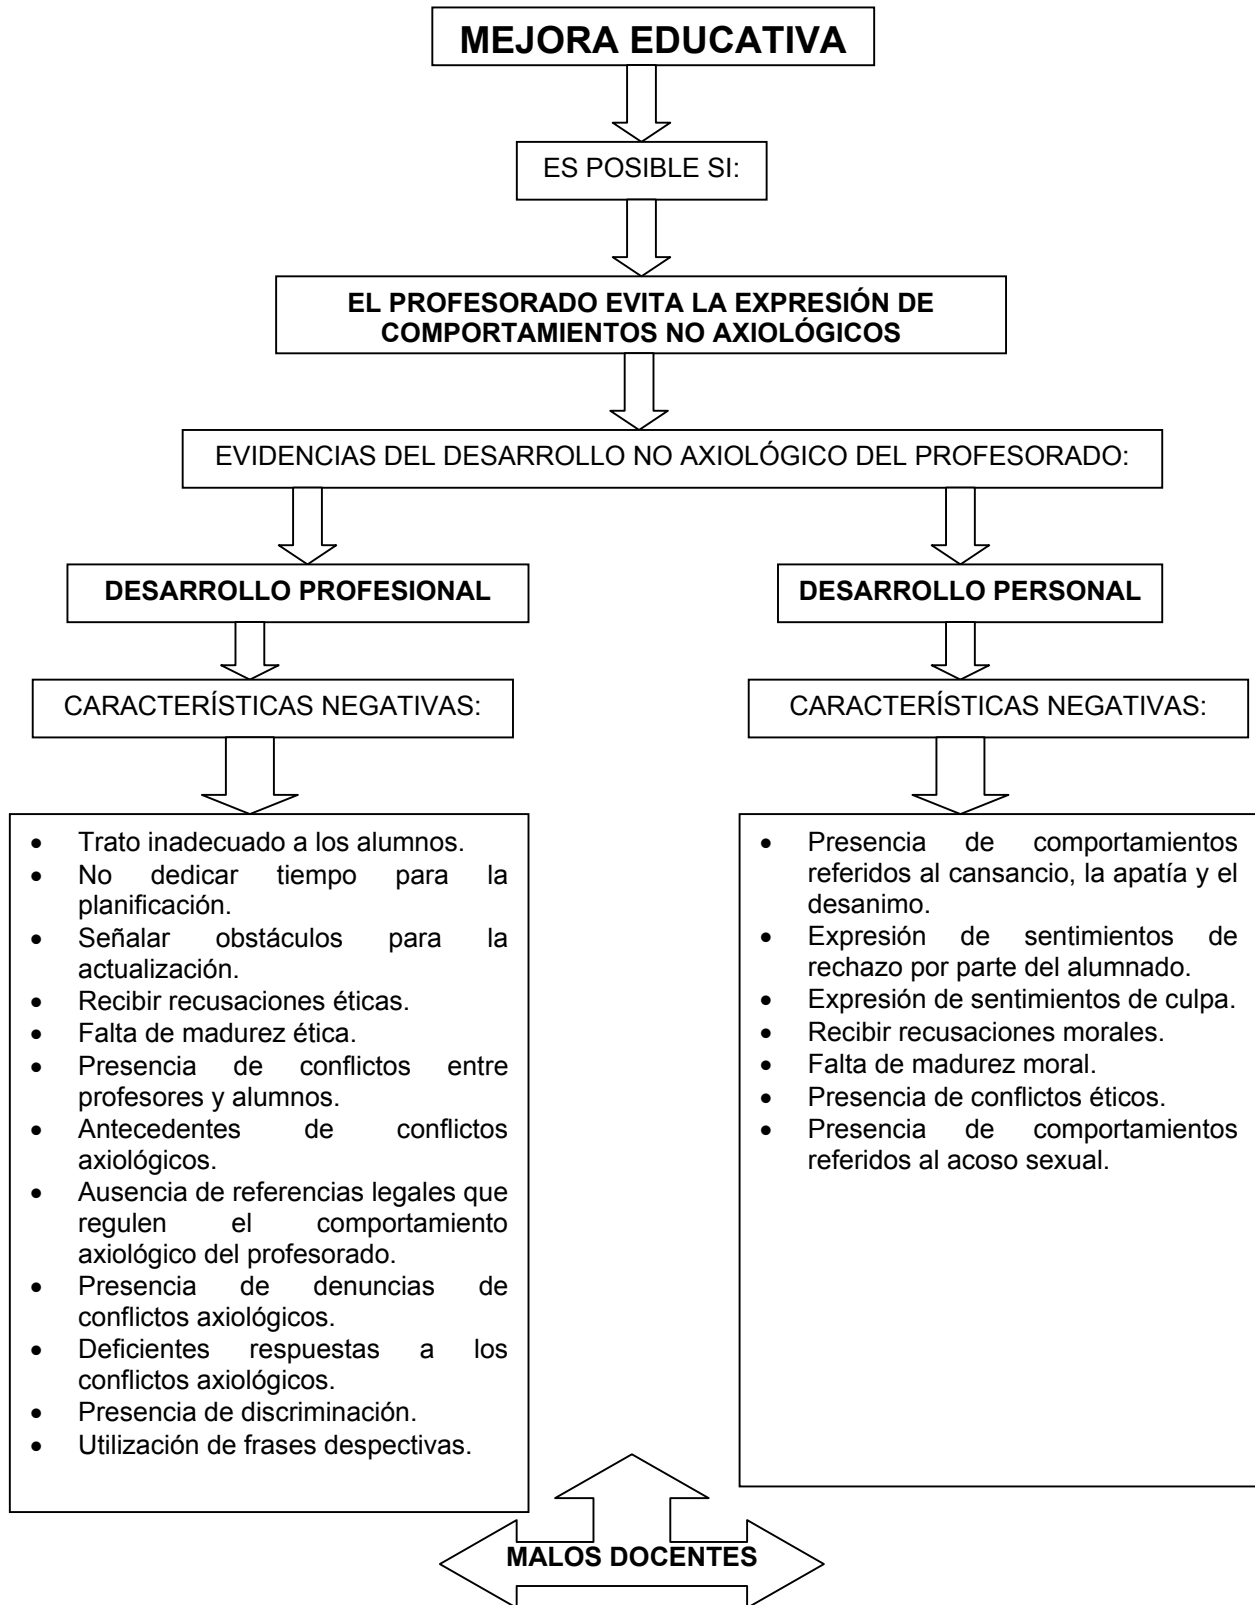 MEJORA EDUCATIVA
ES POSIBLE SI:
EL PROFESORADO EVITA LA EXPRESIÓN DE
COMPORTAMIENTOS NO AXIOLÓGICOS
EVIDENCIAS DEL DESARROLLO NO AXIOLÓGICO DEL PROFESORADO:
DESARROLLO PROFESIONAL
CARACTERÍSTICAS NEGATIVAS:
• Trato inadecuado a los alumnos.
• No dedicar tiempo para la
planificación.
• Señalar obstáculos para la
actualización.
• Recibir recusaciones éticas.
• Falta de madurez ética.
• Presencia de conflictos entre
profesores y alumnos.
• Antecedentes de conflictos
axiológicos.
• Ausencia de referencias legales que
regulen el comportamiento
axiológico del profesorado.
• Presencia de denuncias de
conflictos axiológicos.
• Deficientes respuestas a los
conflictos axiológicos.
• Presencia de discriminación.
• Utilización de frases despectivas.
DESARROLLO PERSONAL
CARACTERÍSTICAS NEGATIVAS:
• Presencia de comportamientos
referidos al cansancio, la apatía y el
desanimo.
• Expresión de sentimientos de
rechazo por parte del alumnado.
• Expresión de sentimientos de culpa.
• Recibir recusaciones morales.
• Falta de madurez moral.
• Presencia de conflictos éticos.
• Presencia de comportamientos
referidos al acoso sexual.
MALOS DOCENTES